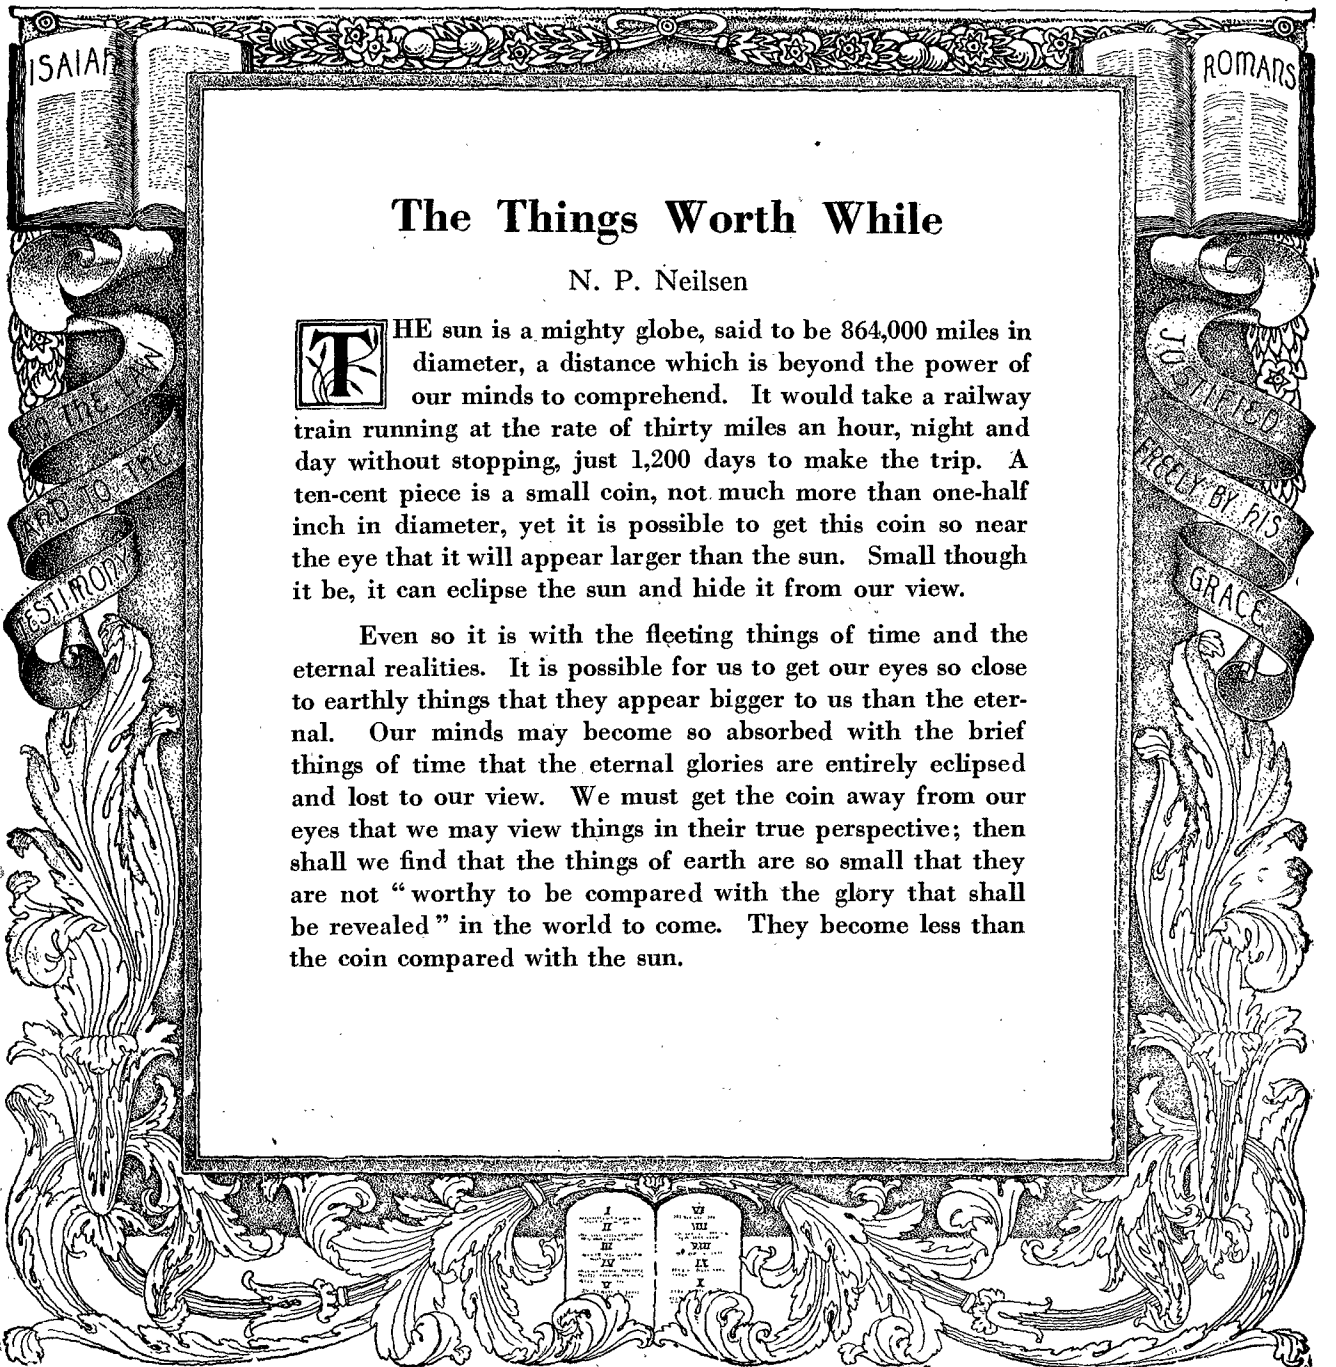 ISAIAH
ROMANS
The Things Worth While
N. P. Neilsen
THE sun is a mighty globe, said to be 864,000 miles in
diameter, a distance which is beyond the power of
our minds to comprehend. It would take a railway
train running at the rate of thirty miles an hour, night and
day without stopping, just 1,200 days to make the trip. A
ten-cent piece is a small coin, not much more than one-half
inch in diameter, yet it is possible to get this coin so near
the eye that it will appear larger than the sun. Small though
it be, it can eclipse the sun and hide it from our view.
Even so it is with the fleeting things of time and the
eternal realities. It is possible for us to get our eyes so close
to earthly things that they appear bigger to us than the eter-
nal. Our minds may become so absorbed with the brief
things of time that the eternal glories are entirely eclipsed
and lost to our view. We must get the coin away from our
eyes that we may view things in their true perspective; then
shall we find that the things of earth are so small that they
are not “ worthy to be compared with the glory that shall
be revealed ” in the world to come. They become less than
the coin compared with the sun.
TO THE LAW
AND TO THE
TESTIMONY
JUSTIFIED
FREELY BY HIS
GRACE
I
II
III
IV
V
VI
VII
VIII
IX
X